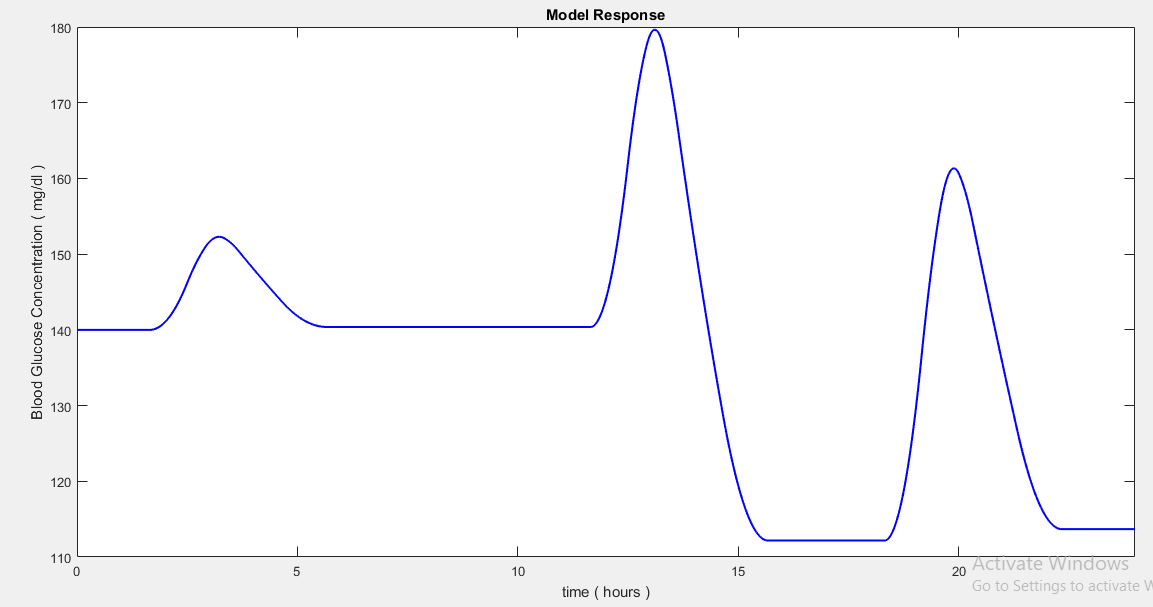 Model Response
180
170
160
150
140
130
120
110
Blood Glucose Concentration ( mg/dl )
0 5 10 15 20
time ( hours )
Activate Windows
Go to Settings to activate W